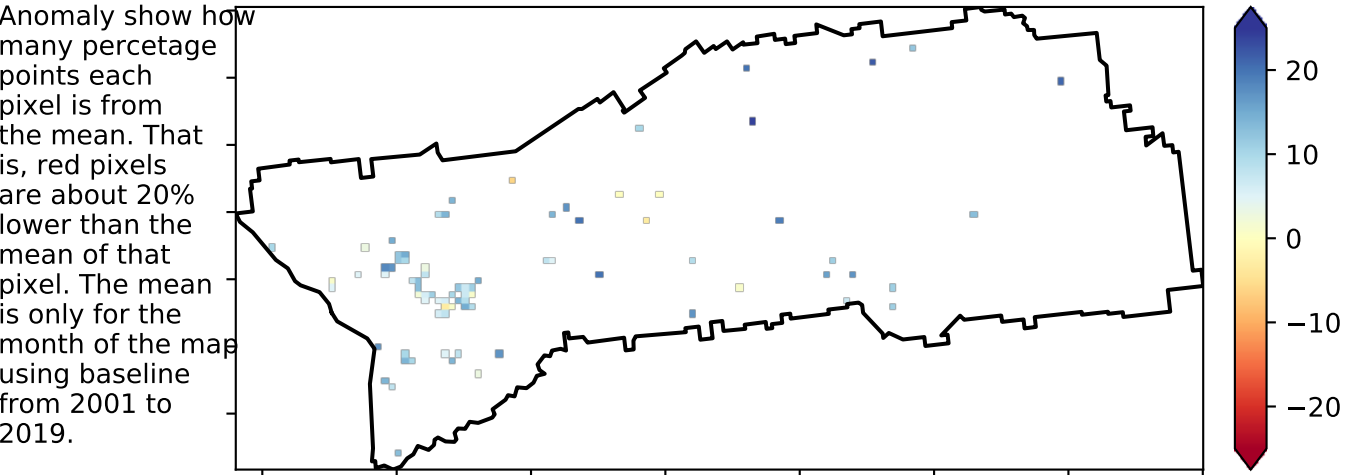 Anomaly show how
many percetage
points each
pixel is from
the mean. That
is, red pixels
are about 20%
lower than the
mean of that
pixel. The mean
is only for the
month of the map
using baseline
from 2001 to
2019.
20
10
0
−10
−20